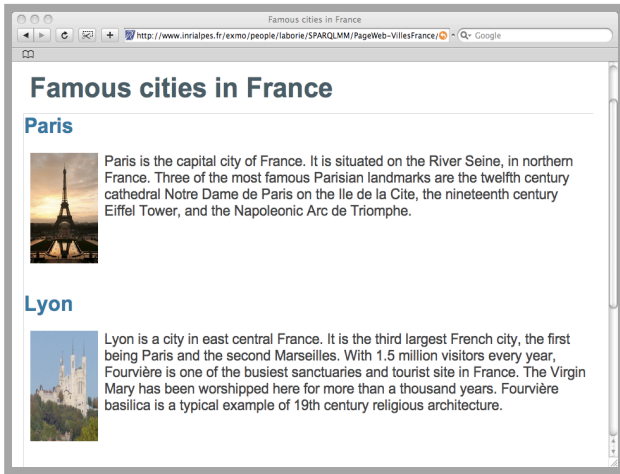 Famous cities in France
http://www.inrialpes.fr/exmo/people/laborie/SPARQLMM/PageWeb-VillesFrance/
Google
Famous cities in France
Paris
Paris is the capital city of France. It is situated on the River Seine, in northern
France. Three of the most famous Parisian landmarks are the twelfth century
cathedral Notre Dame de Paris on the Ile de la Cite, the nineteenth century
Eiffel Tower, and the Napoleonic Arc de Triomphe.
Lyon
Lyon is a city in east central France. It is the third largest French city, the first
being Paris and the second Marseilles. With 1.5 million visitors every year,
Fourvière is one of the busiest sanctuaries and tourist site in France. The Virgin
Mary has been worshipped here for more than a thousand years. Fourvière
basilica is a typical example of 19th century religious architecture.